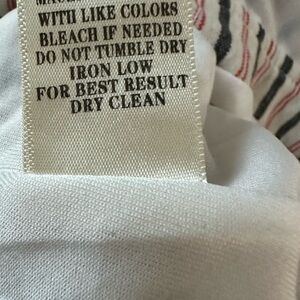 WITH LIKE COLORS
BLEACH IF NEEDED
DO NOT TUMBLE DRY
IRON LOW
FOR BEST RESULT
DRY CLEAN